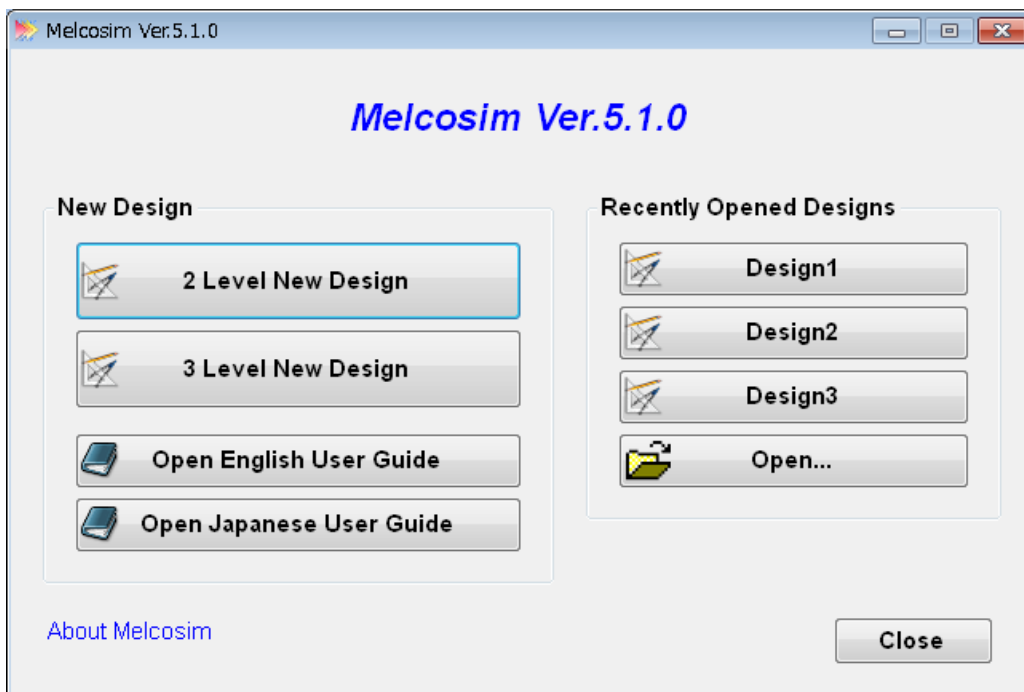 Melcosim Ver.5.1.0
Melcosim Ver.5.1.0
New Design
2 Level New Design
3 Level New Design
Open English User Guide
Open Japanese User Guide
Recently Opened Designs
Design1
Design2
Design3
Open...
About Melcosim
Close